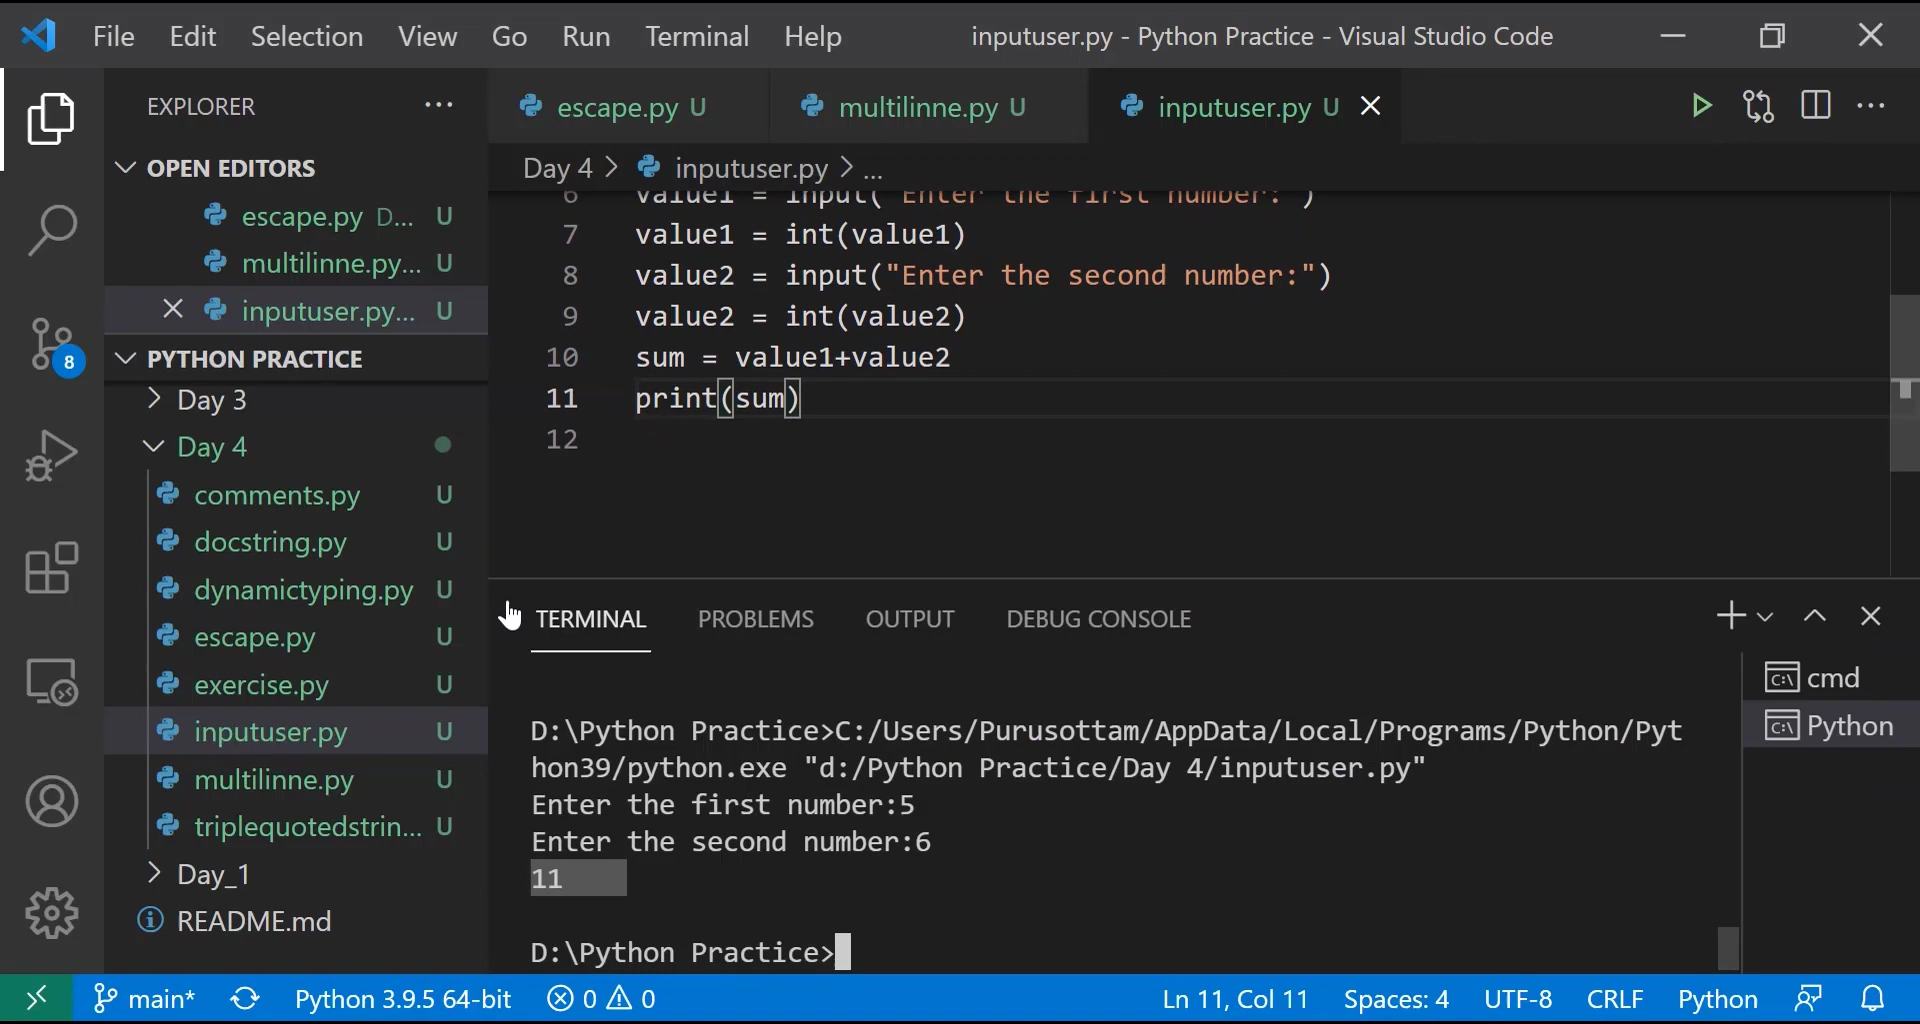 File Edit Selection View Go Run Terminal Help inputuser.py - Python Practice - Visual Studio Code
EXPLORER
OPEN EDITORS
escape.py D... U
multilinne.py... U
inputuser.py... U
PYTHON PRACTICE
Day 3
Day 4
comments.py U
docstring.py U
dynamictyping.py U
escape.py U
exercise.py U
inputuser.py U
multilinne.py U
triplequotedstrin... U
Day_1
README.md
8
escape.py U multilinne.py U inputuser.py U
Day 4 > inputuser.py > ...
6 value1 = input("Enter the first number:")
7 value1 = int(value1)
8 value2 = input("Enter the second number:")
9 value2 = int(value2)
10 sum = value1+value2
11 print(sum)
12
TERMINAL PROBLEMS OUTPUT DEBUG CONSOLE
D:\Python Practice>C:/Users/Purusottam/AppData/Local/Programs/Python/Pyt
hon39/python.exe "d:/Python Practice/Day 4/inputuser.py"
Enter the first number:5
Enter the second number:6
11
D:\Python Practice>
cmd
Python
main* Python 3.9.5 64-bit 0 0 Ln 11, Col 11 Spaces: 4 UTF-8 CRLF Python